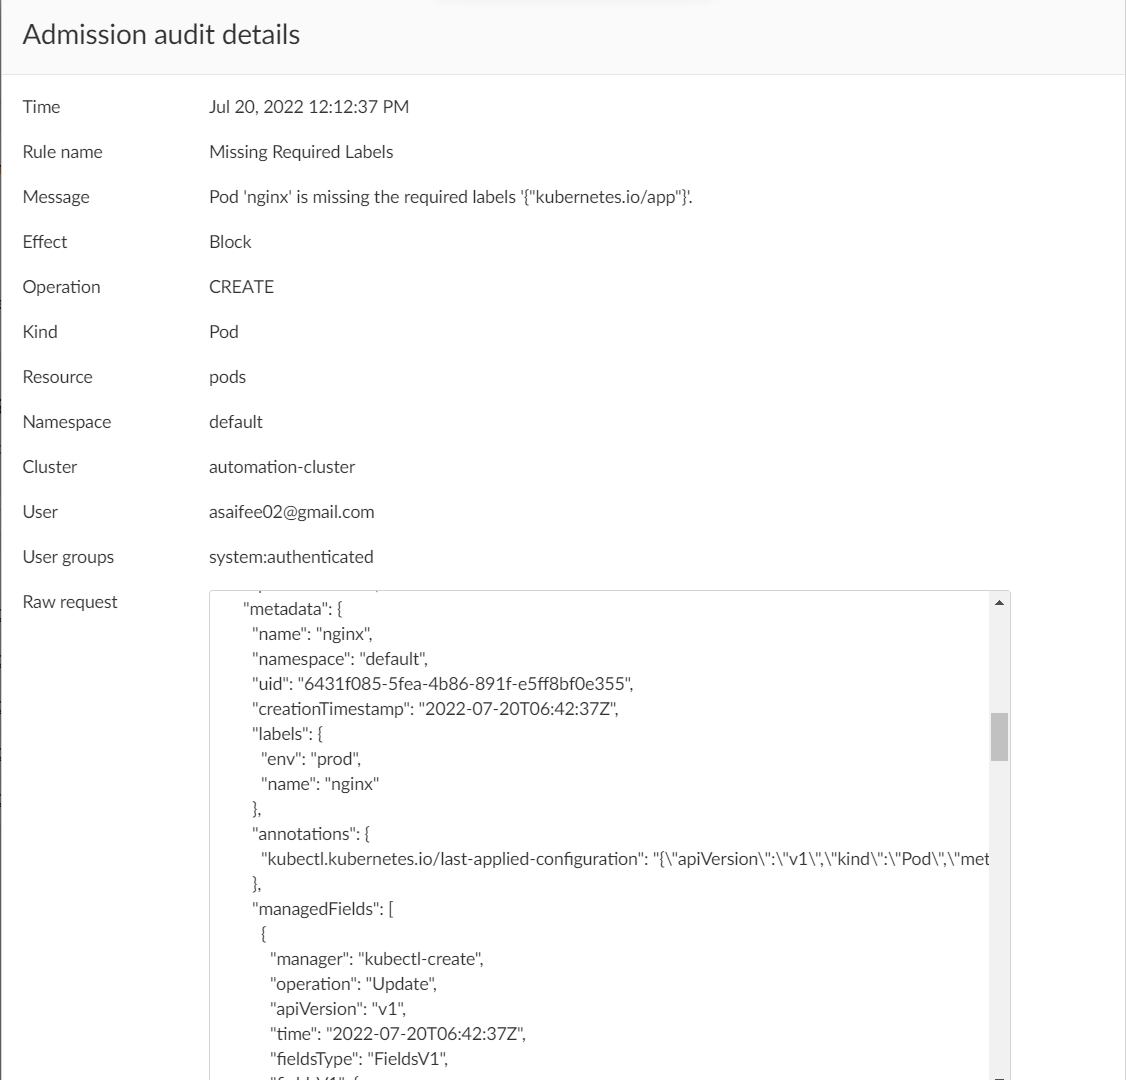 Admission audit details
Time Jul 20, 2022 12:12:37 PM
Rule name Missing Required Labels
Message Pod 'nginx' is missing the required labels '{"kubernetes.io/app"}'.
Effect Block
Operation CREATE
Kind Pod
Resource pods
Namespace default
Cluster automation-cluster
User asaifee02@gmail.com
User groups system:authenticated
Raw request
"metadata": {
"name": "nginx",
"namespace": "default",
"uid": "6431f085-5fea-4b86-891f-e5ff8bf0e355",
"creationTimestamp": "2022-07-20T06:42:37Z",
"labels": {
"env": "prod",
"name": "nginx"
},
"annotations": {
"kubectl.kubernetes.io/last-applied-configuration": "{\"apiVersion\":\"v1\",\"kind\":\"Pod\",\"met
},
"managedFields": [
{
"manager": "kubectl-create",
"operation": "Update",
"apiVersion": "v1",
"time": "2022-07-20T06:42:37Z",
"fieldsType": "FieldsV1",